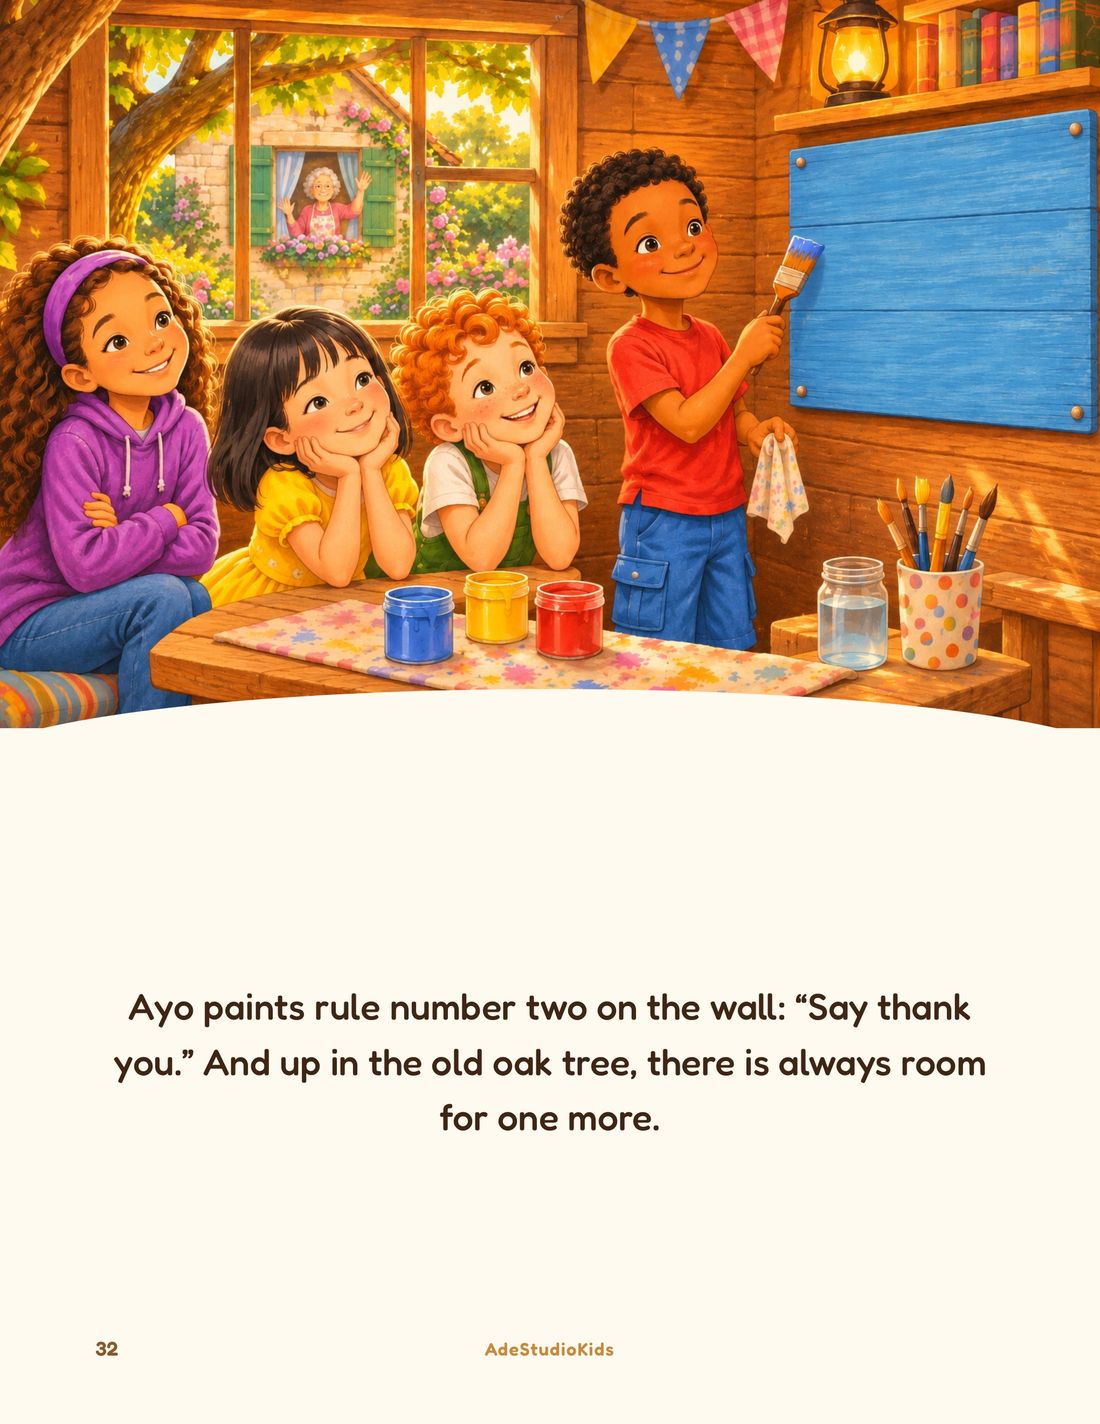 Ayo paints rule number two on the wall: “Say thank
you.” And up in the old oak tree, there is always room
for one more.
32
AdeStudioKids